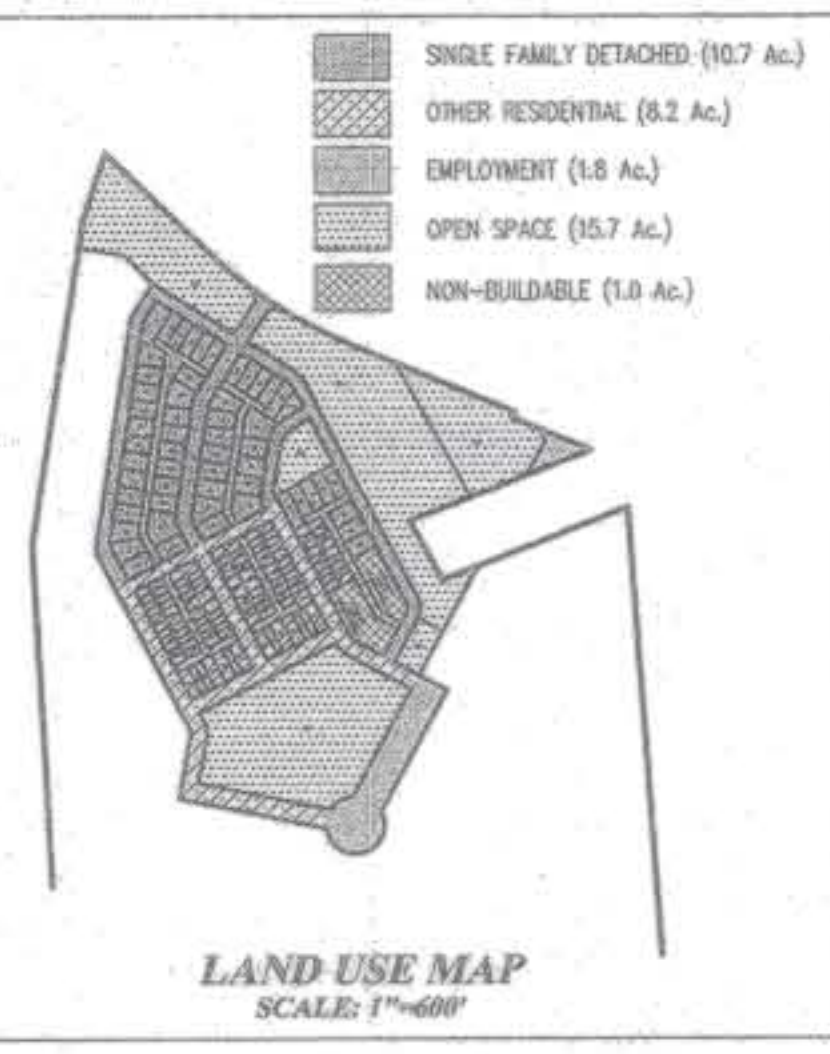 SINGLE FAMILY DETACHED (10.7 Ac.)
OTHER RESIDENTIAL (8.2 Ac.)
EMPLOYMENT (1.8 Ac.)
OPEN SPACE (15.7 Ac.)
NON-BUILDABLE (1.0 Ac.)
LAND USE MAP
SCALE: 1"=600'